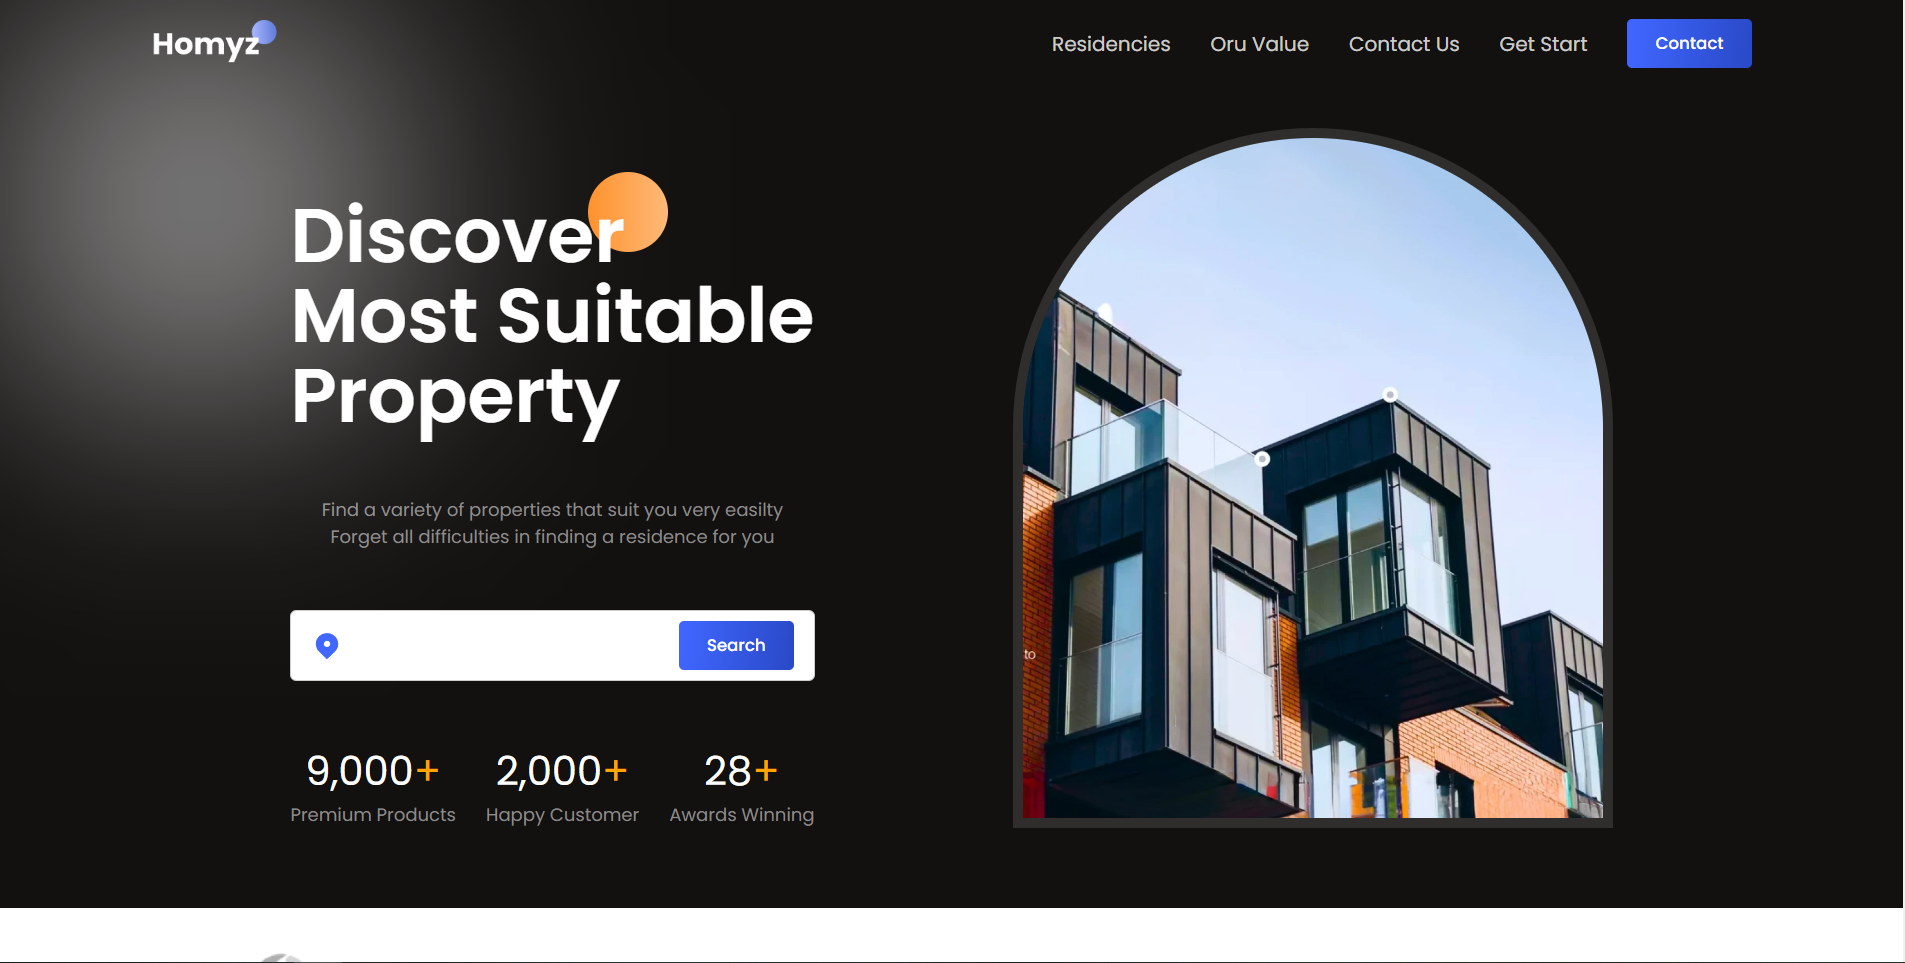 Homyz
Residencies
Oru Value
Contact Us
Get Start
Contact
Discover
Most Suitable
Property
Find a variety of properties that suit you very easilty
Forget all difficulties in finding a residence for you
Search
9,000+
2,000+
28+
Premium Products
Happy Customer
Awards Winning
to